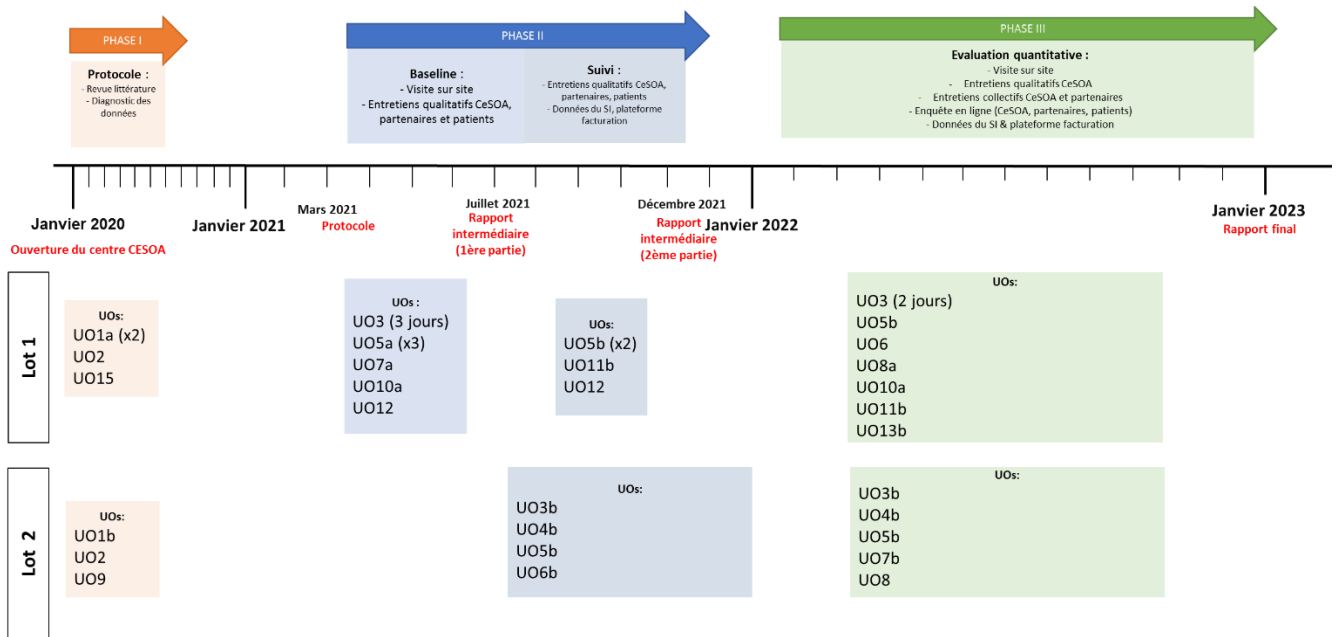 PHASE I
Protocole :
- Revue littérature
- Diagnostic des
données
PHASE II
Baseline :
- Visite sur site
- Entretiens qualitatifs CeSOA,
partenaires et patients
Suivi :
- Entretiens qualitatifs CeSOA,
partenaires, patients
- Données du SI, plateforme
facturation
PHASE III
Evaluation quantitative :
- Visite sur site
- Entretiens qualitatifs CeSOA
- Entretiens collectifs CeSOA et partenaires
- Enquête en ligne (CeSOA, partenaires, patients)
- Données du SI & plateforme facturation
Janvier 2020
Ouverture du centre CESOA
Janvier 2021
Mars 2021
Protocole
Juillet 2021
Rapport
intermédiaire
(1ère partie)
Décembre 2021
Rapport
intermédiaire
(2ème partie)
Janvier 2022
Janvier 2023
Rapport final
Lot 1
UOs:
UO1a (x2)
UO2
UO15
UOs :
UO3 (3 jours)
UO5a (x3)
UO7a
UO10a
UO12
UOs:
UO5b (x2)
UO11b
UO12
UOs:
UO3 (2 jours)
UO5b
UO6
UO8a
UO10a
UO11b
UO13b
Lot 2
UOs:
UO1b
UO2
UO9
UOs:
UO3b
UO4b
UO5b
UO6b
UOs:
UO3b
UO4b
UO5b
UO7b
UO8